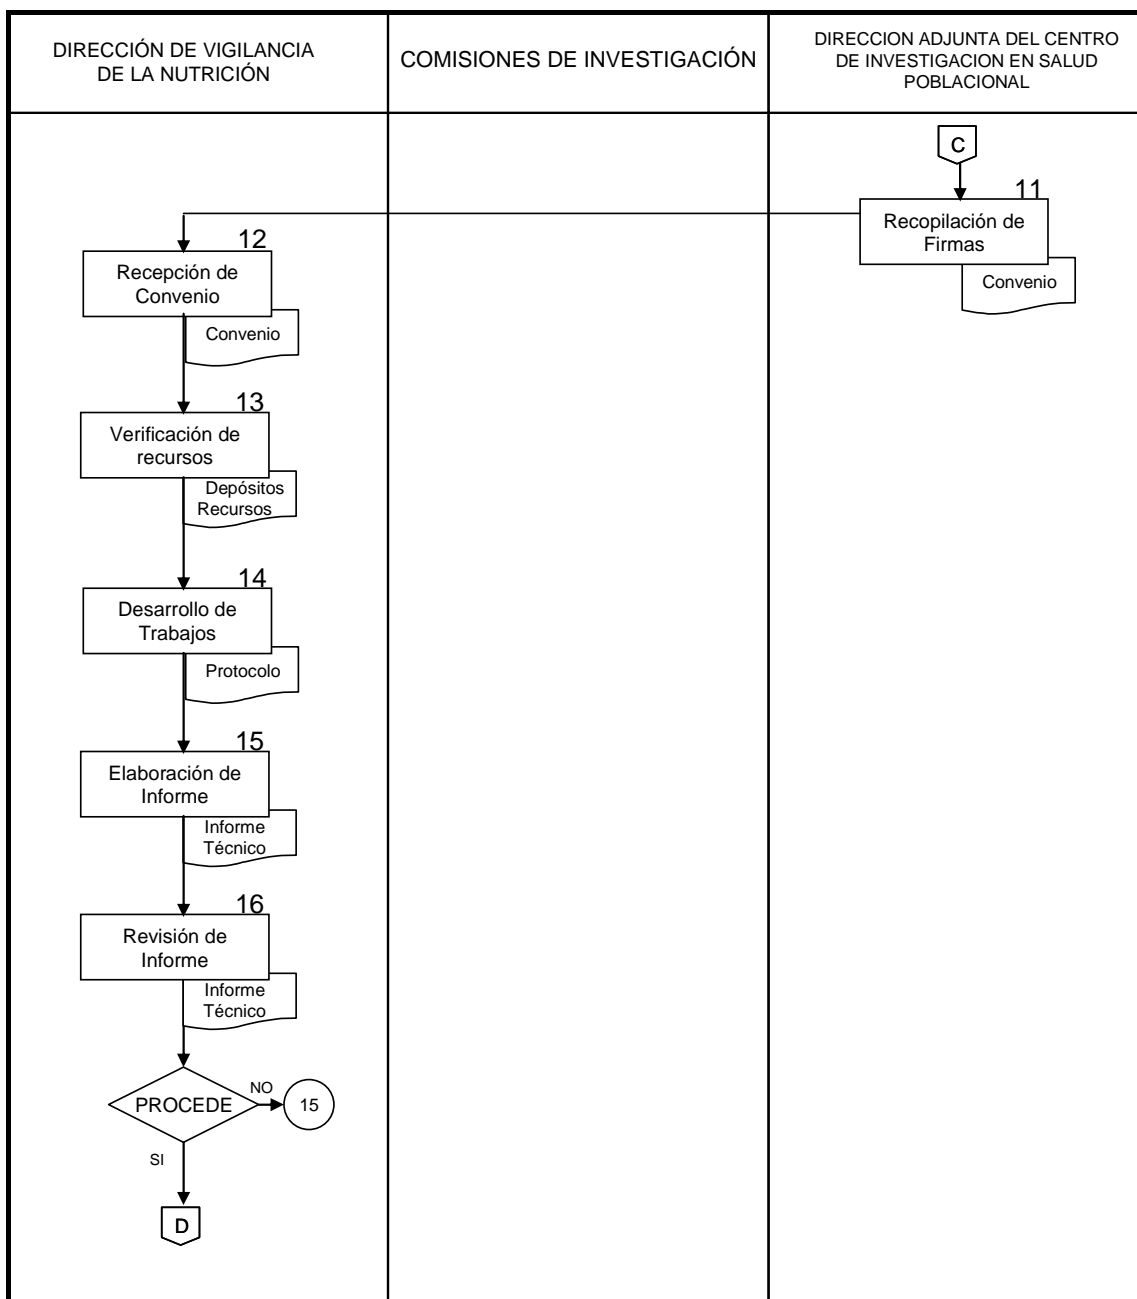 DIRECCIÓN DE VIGILANCIA
DE LA NUTRICIÓN
COMISIONES DE INVESTIGACIÓN
DIRECCION ADJUNTA DEL CENTRO
DE INVESTIGACION EN SALUD
POBLACIONAL
C
11
Recopilación de
Firmas
Convenio
12
Recepción de
Convenio
Convenio
13
Verificación de
recursos
Depósitos
Recursos
14
Desarrollo de
Trabajos
Protocolo
15
Elaboración de
Informe
Informe
Técnico
16
Revisión de
Informe
Informe
Técnico
PROCEDE
NO
15
SI
D